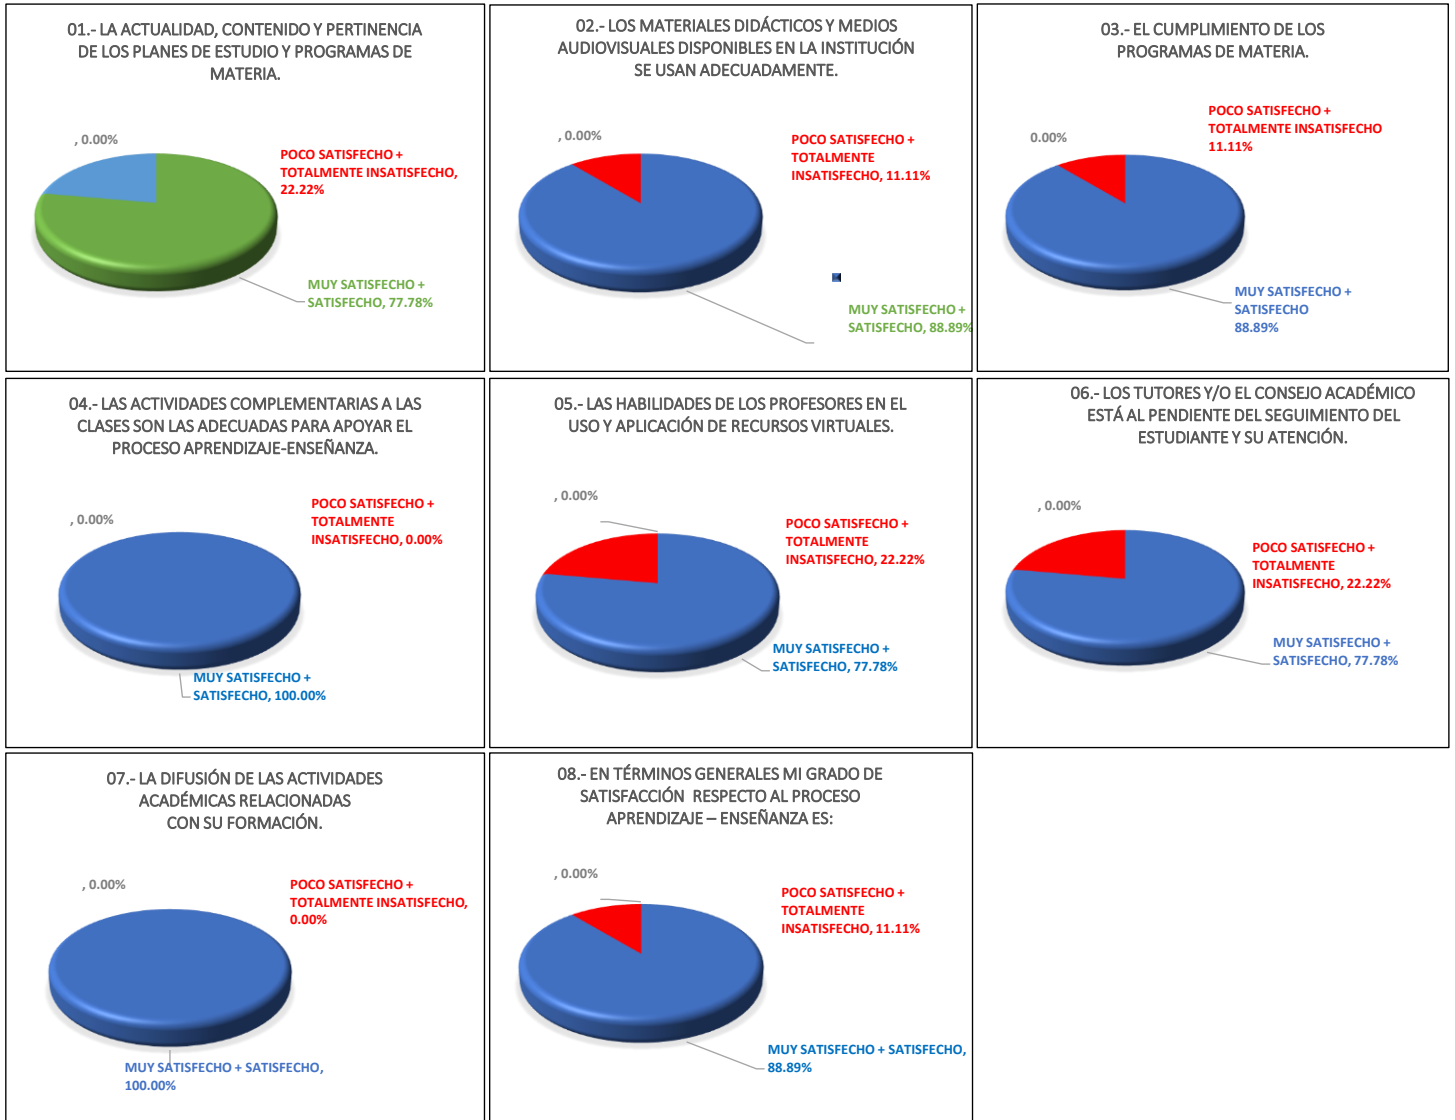 01.- LA ACTUALIDAD, CONTENIDO Y PERTINENCIA
DE LOS PLANES DE ESTUDIO Y PROGRAMAS DE
MATERIA.
, 0.00%
POCO SATISFECHO +
TOTALMENTE INSATISFECHO,
22.22%
MUY SATISFECHO +
SATISFECHO, 77.78%
02.- LOS MATERIALES DIDÁCTICOS Y MEDIOS
AUDIOVISUALES DISPONIBLES EN LA INSTITUCIÓN
SE USAN ADECUADAMENTE.
, 0.00%
POCO SATISFECHO +
TOTALMENTE
INSATISFECHO, 11.11%
MUY SATISFECHO +
SATISFECHO, 88.89%
03.- EL CUMPLIMIENTO DE LOS
PROGRAMAS DE MATERIA.
0.00%
POCO SATISFECHO +
TOTALMENTE INSATISFECHO
11.11%
MUY SATISFECHO +
SATISFECHO
88.89%
04.- LAS ACTIVIDADES COMPLEMENTARIAS A LAS
CLASES SON LAS ADECUADAS PARA APOYAR EL
PROCESO APRENDIZAJE-ENSEÑANZA.
, 0.00%
POCO SATISFECHO +
TOTALMENTE
INSATISFECHO, 0.00%
MUY SATISFECHO +
SATISFECHO, 100.00%
05.- LAS HABILIDADES DE LOS PROFESORES EN EL
USO Y APLICACIÓN DE RECURSOS VIRTUALES.
, 0.00%
POCO SATISFECHO +
TOTALMENTE
INSATISFECHO, 22.22%
MUY SATISFECHO +
SATISFECHO, 77.78%
06.- LOS TUTORES Y/O EL CONSEJO ACADÉMICO
ESTÁ AL PENDIENTE DEL SEGUIMIENTO DEL
ESTUDIANTE Y SU ATENCIÓN.
, 0.00%
POCO SATISFECHO +
TOTALMENTE
INSATISFECHO, 22.22%
MUY SATISFECHO +
SATISFECHO, 77.78%
07.- LA DIFUSIÓN DE LAS ACTIVIDADES
ACADÉMICAS RELACIONADAS
CON SU FORMACIÓN.
, 0.00%
POCO SATISFECHO +
TOTALMENTE INSATISFECHO,
0.00%
MUY SATISFECHO + SATISFECHO,
100.00%
08.- EN TÉRMINOS GENERALES MI GRADO DE
SATISFACCIÓN  RESPECTO AL PROCESO
APRENDIZAJE – ENSEÑANZA ES:
, 0.00%
POCO SATISFECHO +
TOTALMENTE
INSATISFECHO, 11.11%
MUY SATISFECHO + SATISFECHO,
88.89%